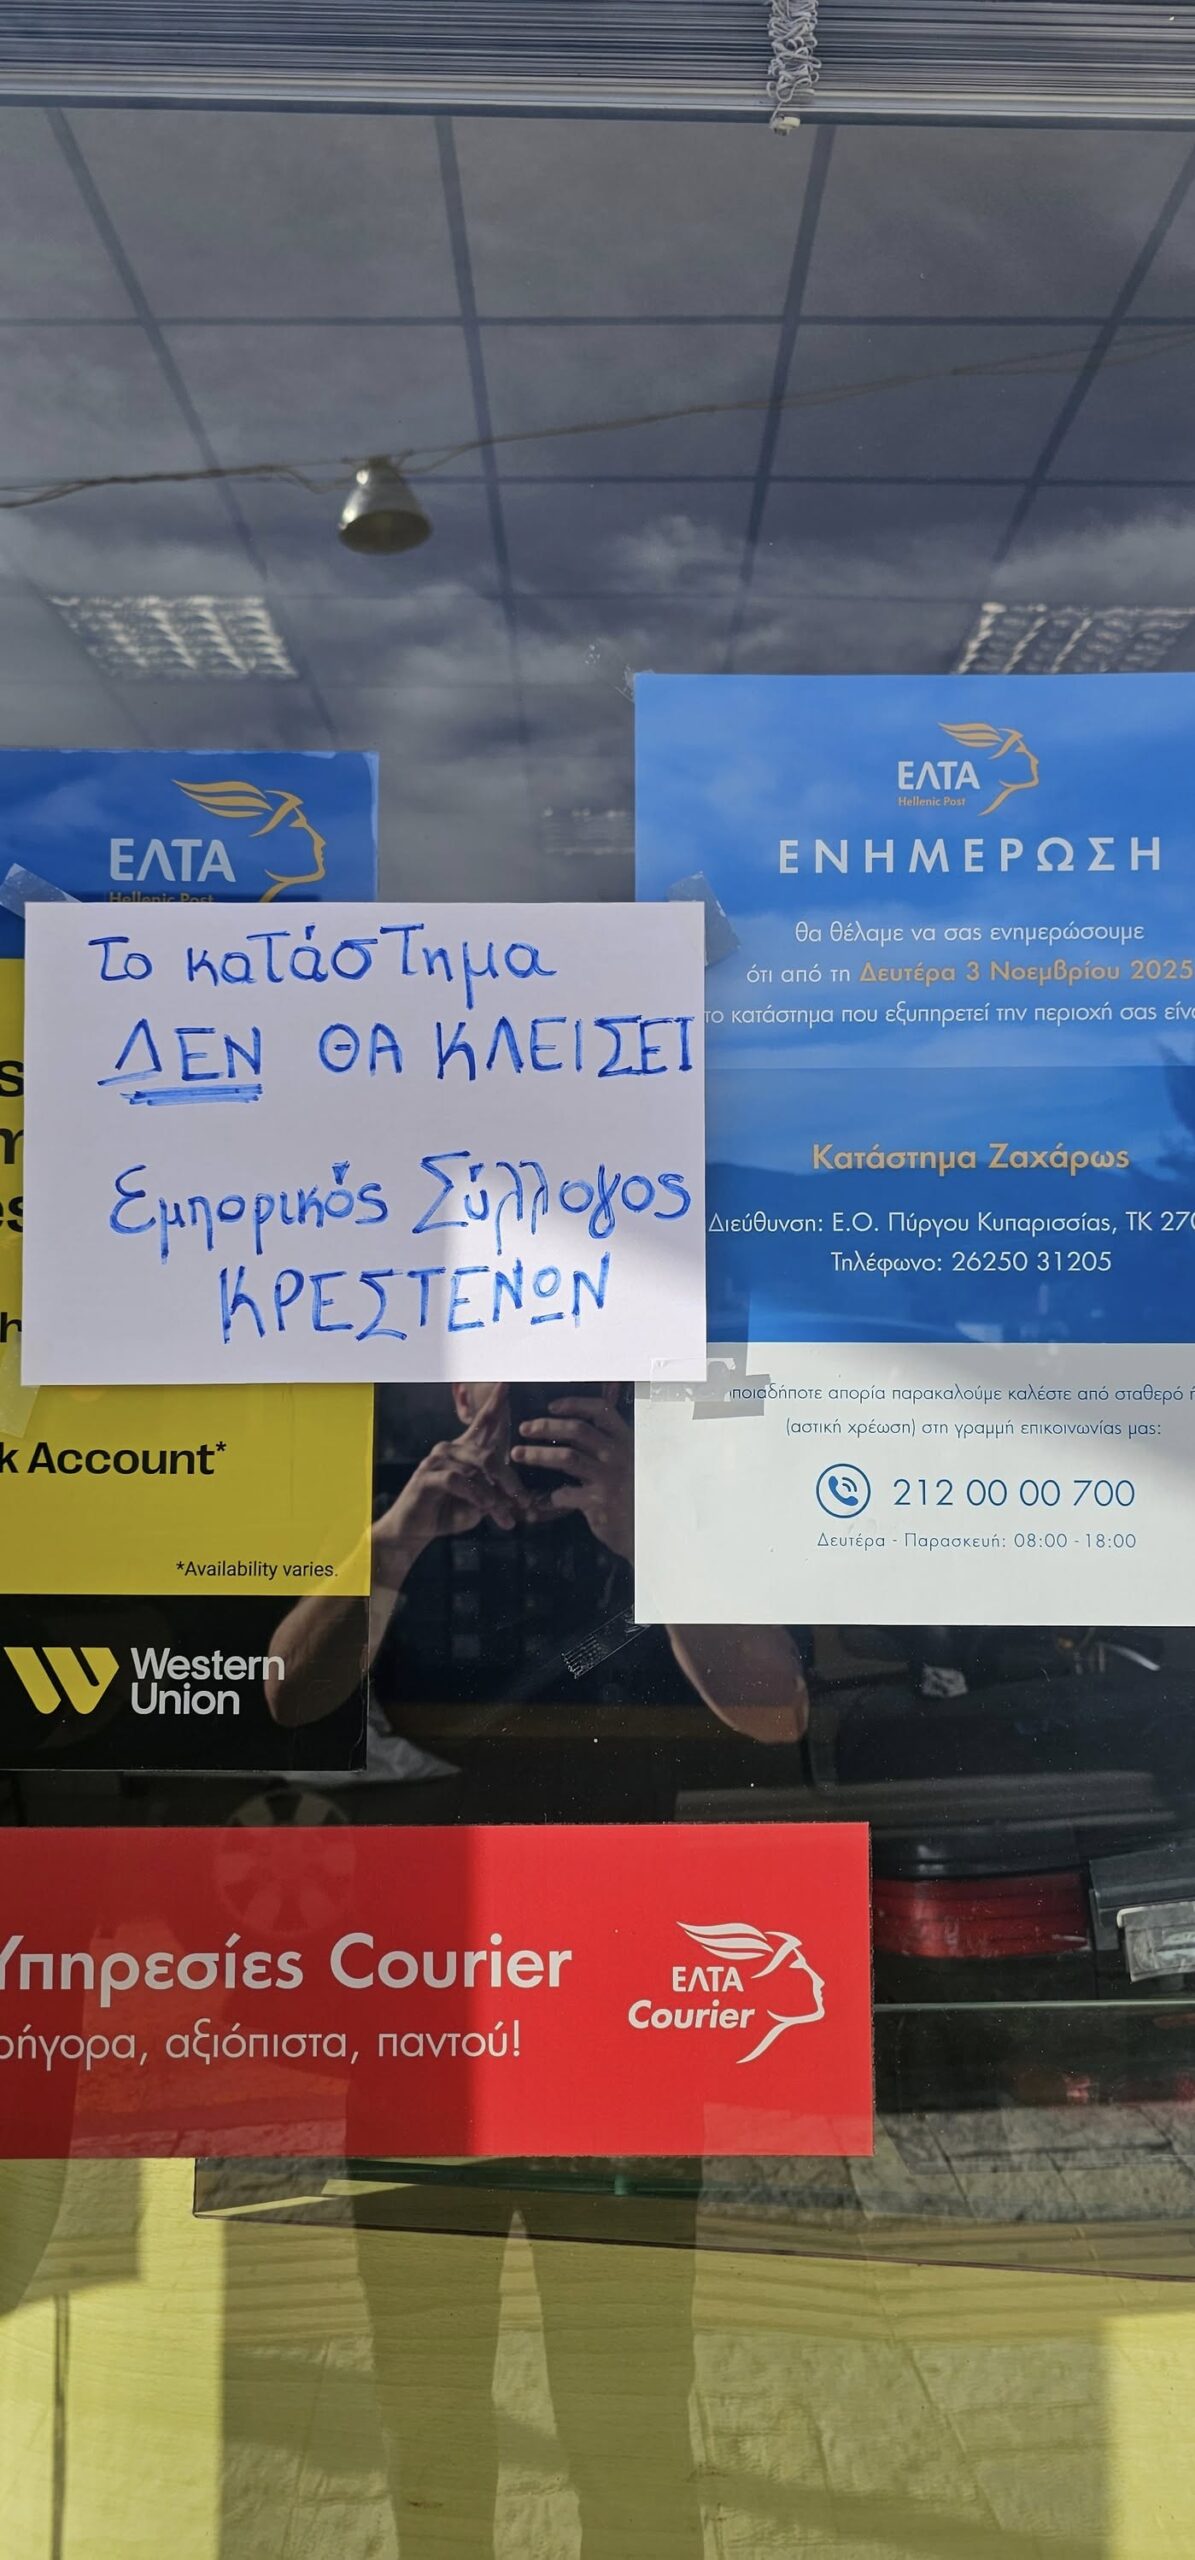 ΕΛΤΑ
Hellenic Post
Το κατάστημα
ΔΕΝ ΘΑ ΚΛΕΙΣΕΙ
Εμπορικός Σύλλογος
ΚΡΕΣΤΕΝΩΝ
k Account*
*Availability varies.
Western
Union
ΕΛΤΑ
Hellenic Post
ΕΝΗΜΕΡΩΣΗ
θα θέλαμε να σας ενημερώσουμε
ότι από τη Δευτέρα 3 Νοεμβρίου 2025
το κατάστημα που εξυπηρετεί την περιοχή σας
Κατάστημα Ζαχάρως
Διεύθυνση: Ε.Ο. Πύργου Κυπαρισσίας, ΤΚ 270
Τηλέφωνο: 26250 31205
ποιαδήποτε απορία παρακαλούμε καλέστε από σταθερό
(αστική χρέωση) στη γραμμή επικοινωνίας μας:
212 00 00 700
Δευτέρα - Παρασκευή: 08:00 - 18:00
Υπηρεσίες Courier
ρήγορα, αξιόπιστα, παντού!
ΕΛΤΑ
Courier